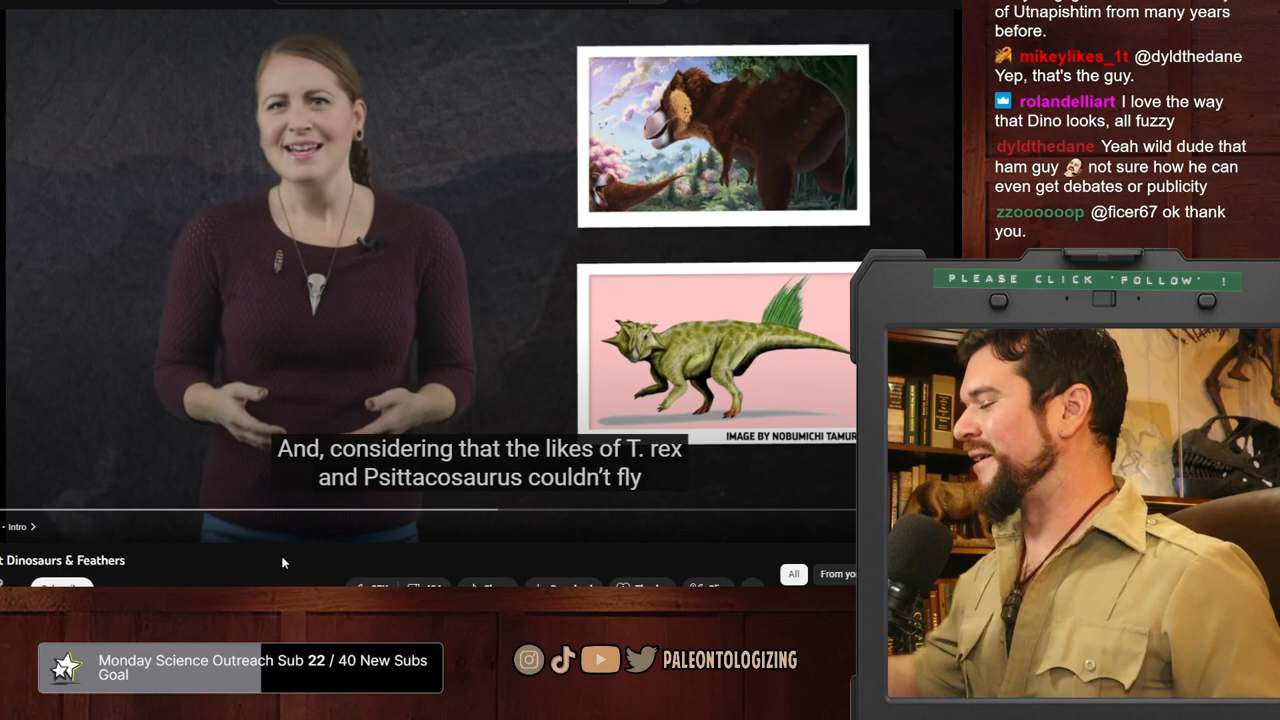 of Utnapishtim from many years
before.
mikeylikes_1t @dyldthedane
Yep, that's the guy.
rolandelliart I love the way
that Dino looks, all fuzzy
dyldthedane Yeah wild dude that
ham guy not sure how he can
even get debates or publicity
zzoooooop @ficer67 ok thank
you.
PLEASE CLICK 'FOLLOW' !
IMAGE BY NOBUMICHI TAMUR
And, considering that the likes of T. rex
and Psittacosaurus couldn't fly
• Intro >
t Dinosaurs & Feathers
All
From yo
Monday Science Outreach Sub 22 / 40 New Subs
Goal
PALEONTOLOGIZING